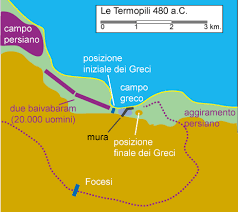 Le Termopili 480 a.C.
0 1 2 3 km.
campo
persiano
posizione
iniziale dei Greci
campo
greco
due baivabaram
(20.000 uomini)
mura
aggiramento
persiano
posizione
finale dei Greci
Focesi